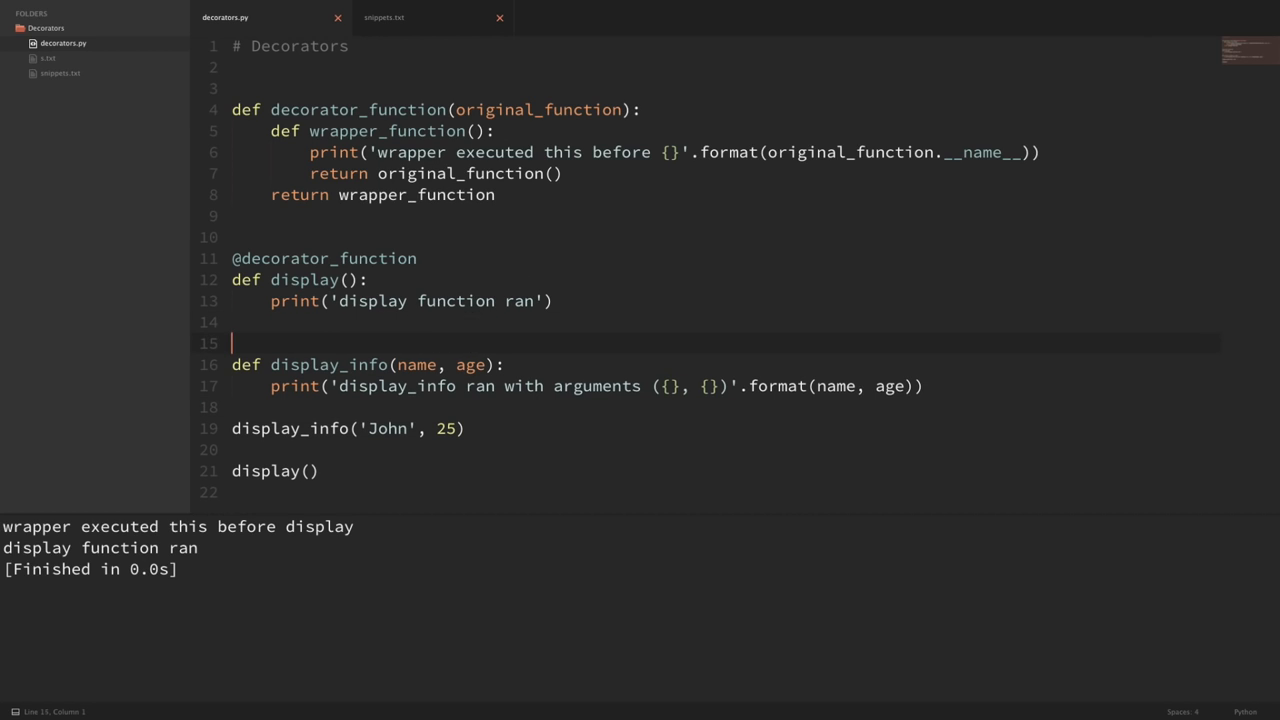 FOLDERS
Decorators
decorators.py
s.txt
snippets.txt
decorators.py
snippets.txt
1 # Decorators
2
3
4 def decorator_function(original_function):
5     def wrapper_function():
6         print('wrapper executed this before {}'.format(original_function.__name__))
7         return original_function()
8     return wrapper_function
9
10
11 @decorator_function
12 def display():
13     print('display function ran')
14
15
16 def display_info(name, age):
17     print('display_info ran with arguments ({}, {})'.format(name, age))
18
19 display_info('John', 25)
20
21 display()
22
wrapper executed this before display
display function ran
[Finished in 0.0s]
Line 15, Column 1
Spaces: 4
Python